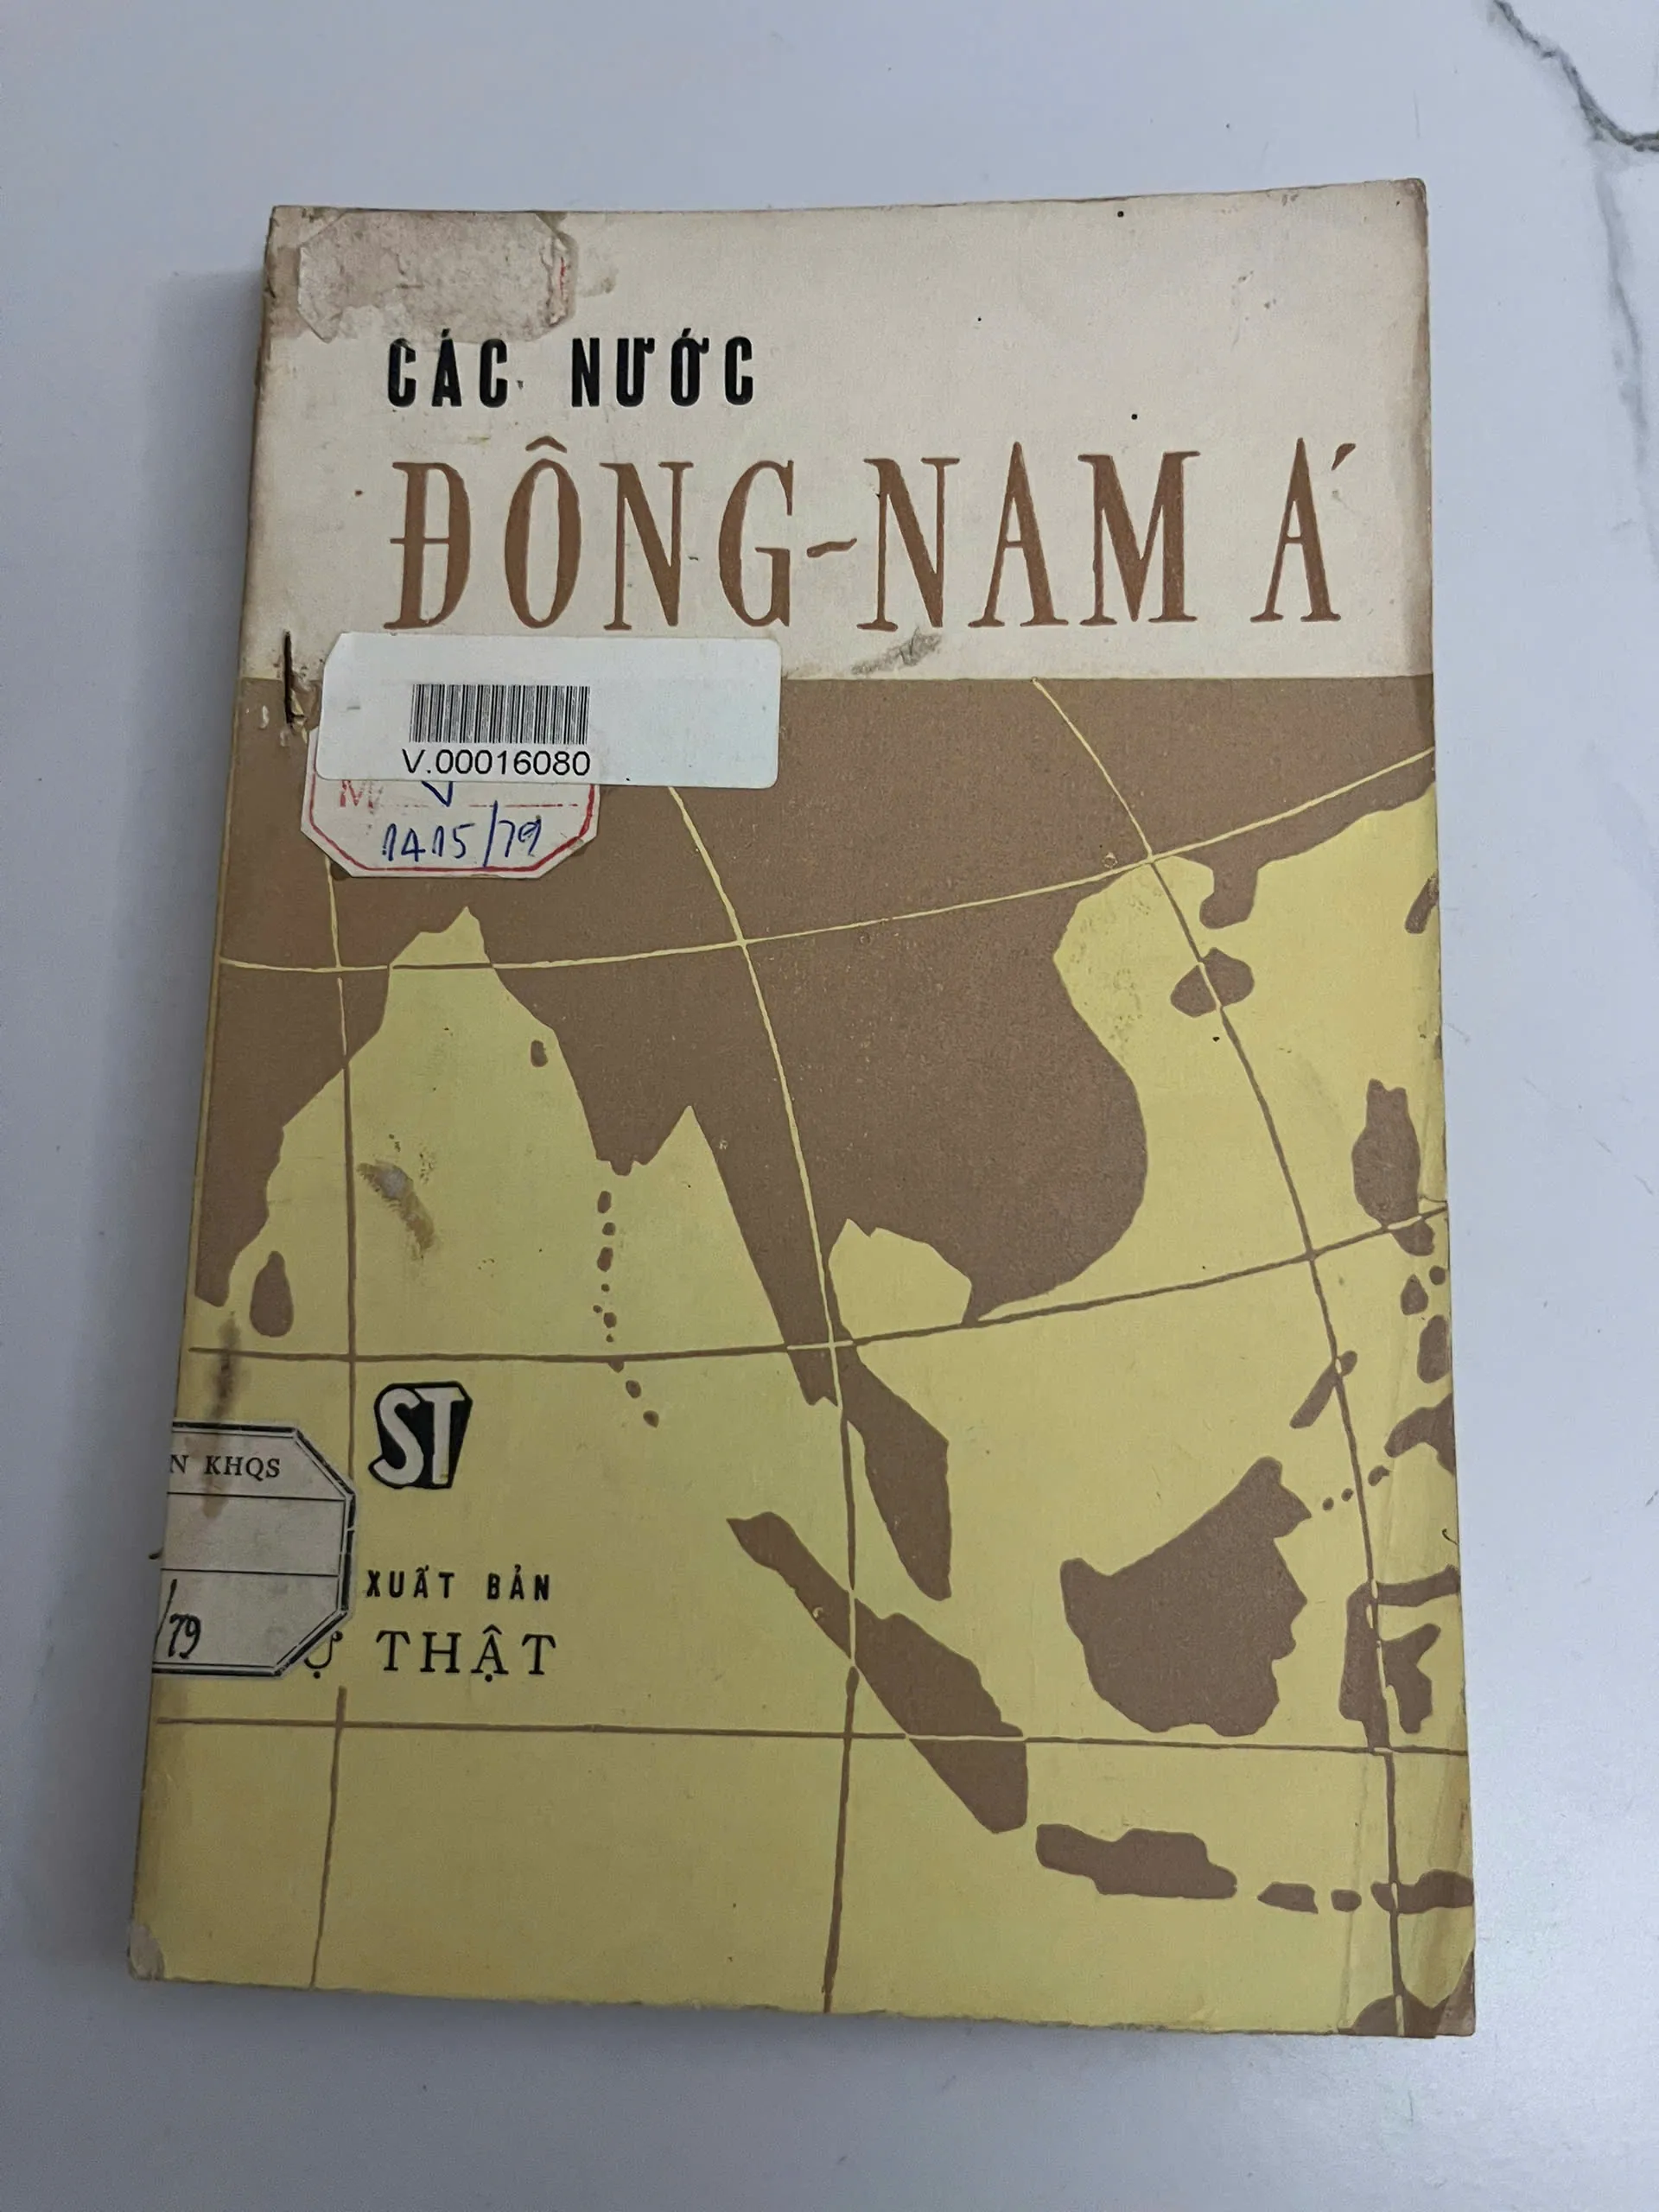 CÁC NƯỚC
ĐÔNG-NAM Á
V.00016080
1415/79
ST
N KHQS
/79
XUẤT BẢN
Ự THẬT